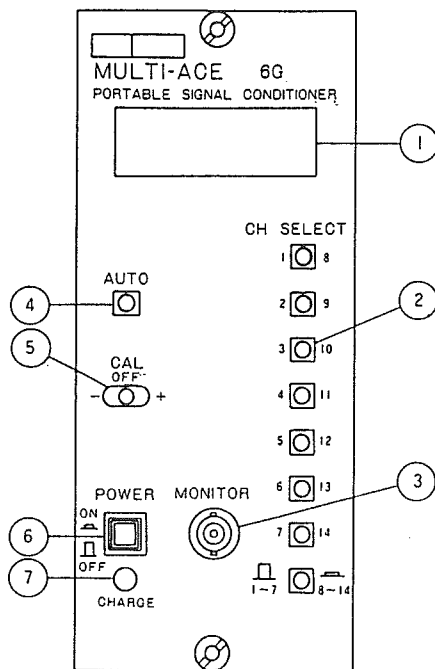 MULTI-ACE 6G
PORTABLE SIGNAL CONDITIONER
1
CH SELECT
1 8
AUTO
4
2 9
2
5
CAL
OFF
- +
3 10
4 11
5 12
3
POWER MONITOR
6 13
ON
6
OFF
7 14
7
CHARGE
1~7 8~14